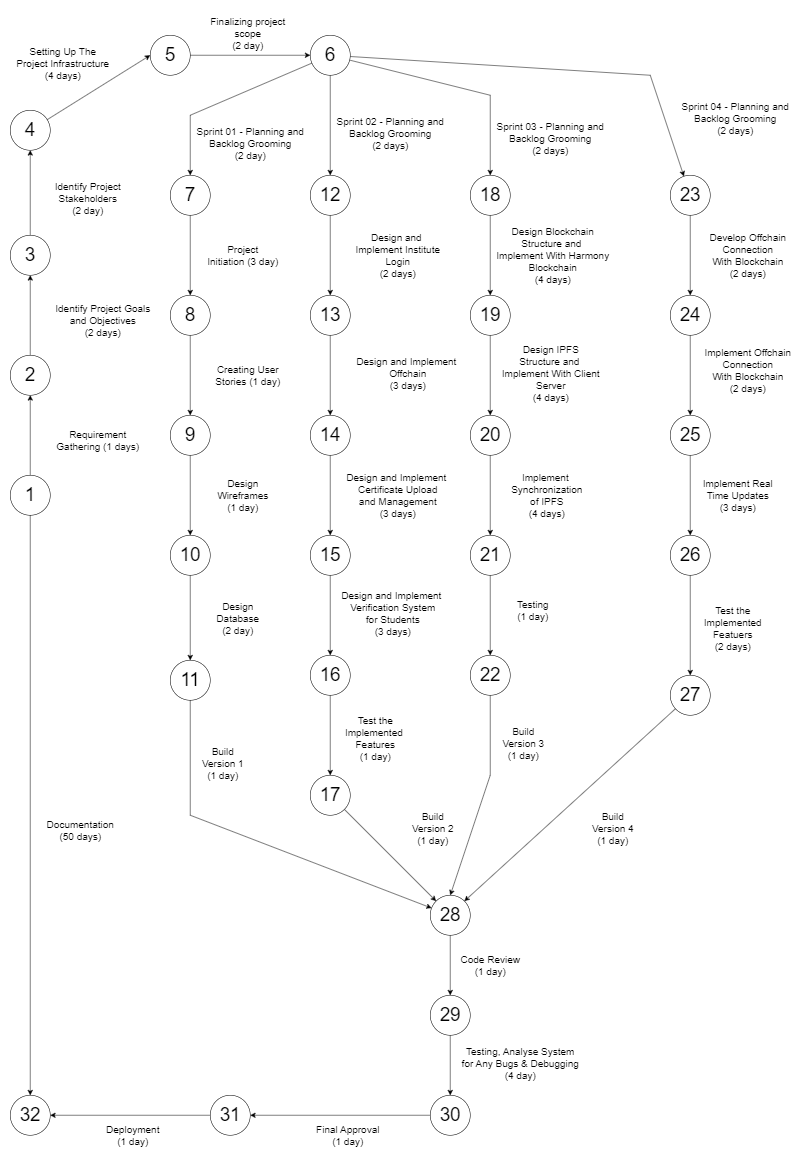 Finalizing project
scope
(2 day)
Setting Up The
Project Infrastructure
(4 days)
5
6
4
Sprint 01 - Planning and
Backlog Grooming
(2 day)
Sprint 02 - Planning and
Backlog Grooming
(2 days)
Sprint 03 - Planning and
Backlog Grooming
(2 days)
Sprint 04 - Planning and
Backlog Grooming
(2 days)
Identify Project
Stakeholders
(2 day)
7
12
18
23
3
Project
Initiation (3 day)
Design and
Implement Institute
Login
(2 days)
Design Blockchain
Structure and
Implement With Harmony
Blockchain
(4 days)
Develop Offchain
Connection
With Blockchain
(2 days)
Identify Project Goals
and Objectives
(2 days)
8
13
19
24
2
Creating User
Stories (1 day)
Design and Implement
Offchain
(3 days)
Design IPFS
Structure and
Implement With Client
Server
(4 days)
Implement Offchain
Connection
With Blockchain
(2 days)
Requirement
Gathering (1 days)
9
14
20
25
1
Design
Wireframes
(1 day)
Design and Implement
Certificate Upload
and Management
(3 days)
Implement
Synchronization
of IPFS
(4 days)
Implement Real
Time Updates
(3 days)
10
15
21
26
Design
Database
(2 day)
Design and Implement
Verification System
for Students
(3 days)
Testing
(1 day)
Test the
Implemented
Featuers
(2 days)
11
16
22
27
Build
Version 1
(1 day)
Test the
Implemented
Features
(1 day)
Build
Version 3
(1 day)
17
Documentation
(50 days)
Build
Version 2
(1 day)
Build
Version 4
(1 day)
28
Code Review
(1 day)
29
Testing, Analyse System
for Any Bugs & Debugging
(4 day)
32
31
30
Deployment
(1 day)
Final Approval
(1 day)